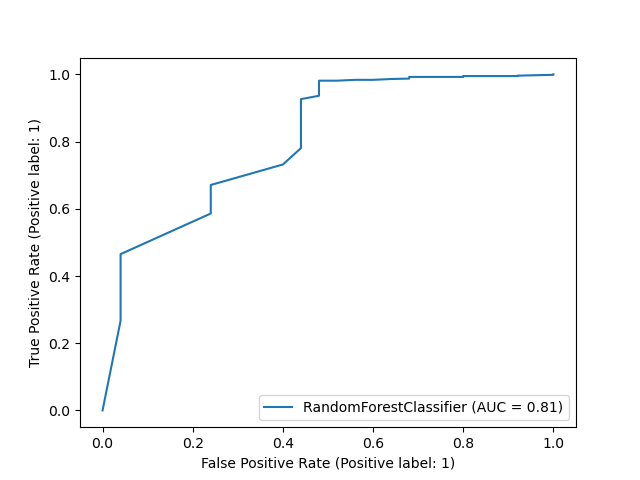 True Positive Rate (Positive label: 1)
1.0
0.8
0.6
0.4
0.2
0.0
RandomForestClassifier (AUC = 0.81)
0.0 0.2 0.4 0.6 0.8 1.0
False Positive Rate (Positive label: 1)